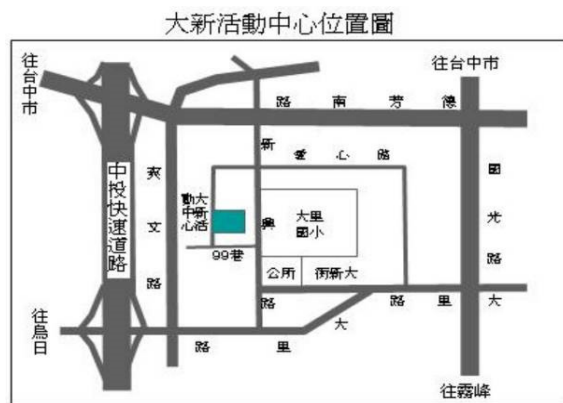 大新活動中心位置圖
往台中市
往台中市
德芳南路
中投快速道路
爽文路
新興路
愛心路
國光路
大新活
動中心
大里
國小
99巷
公所
大新街
大里路
大里路
往烏日
往霧峰